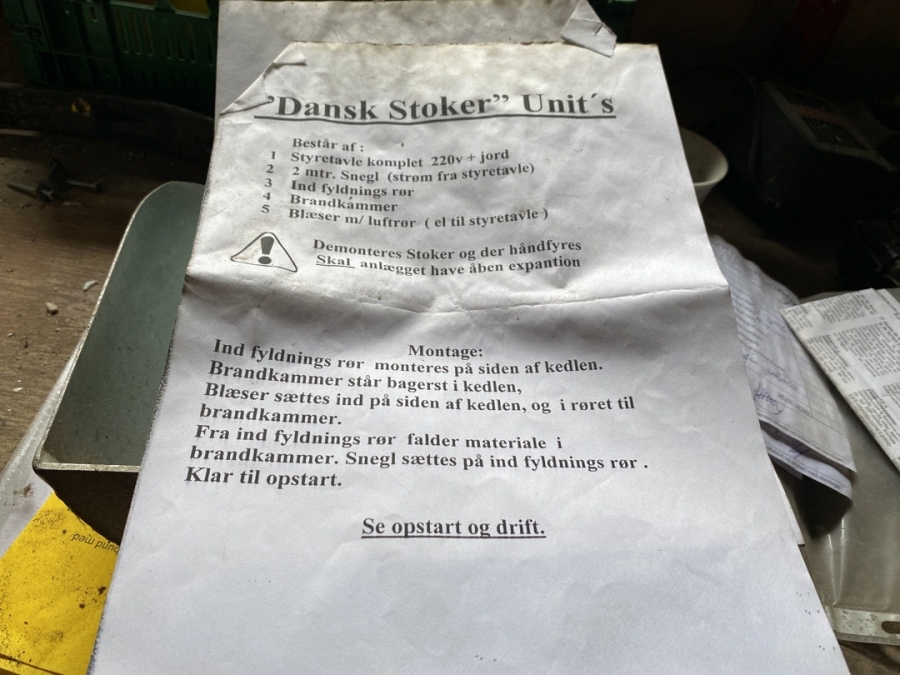 "Dansk Stoker" Unit´s
Består af :
1 Styretavle komplet 220v + jord
2 2 mtr. Snegl (strøm fra styretavle)
3 Ind fyldnings rør
4 Brandkammer
5 Blæser m/ luftrør ( el til styretavle )
Demonteres Stoker og der håndfyres
Skal anlægget have åben expantion
Montage:
Ind fyldnings rør monteres på siden af kedlen.
Brandkammer står bagerst i kedlen,
Blæser sættes ind på siden af kedlen, og i røret til
brandkammer.
Fra ind fyldnings rør falder materiale i
brandkammer. Snegl sættes på ind fyldnings rør .
Klar til opstart.
Se opstart og drift.